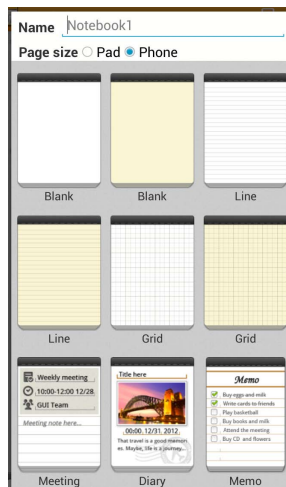 Name Notebook1
Page size Pad Phone
Blank Blank Line
Line Grid Grid
Weekly meeting
10:00-12:00 12/28
GUI Team
Meeting note here...
Title here
00:00 12/31, 2012
That travel is a good memori
es. Maybe, life is a journey..
Memo
Buy eggs and milk
Write cards to friends
Play basketball
Buy books and milk
Attend the meeting
Buy CD and flowers
Meeting Diary Memo